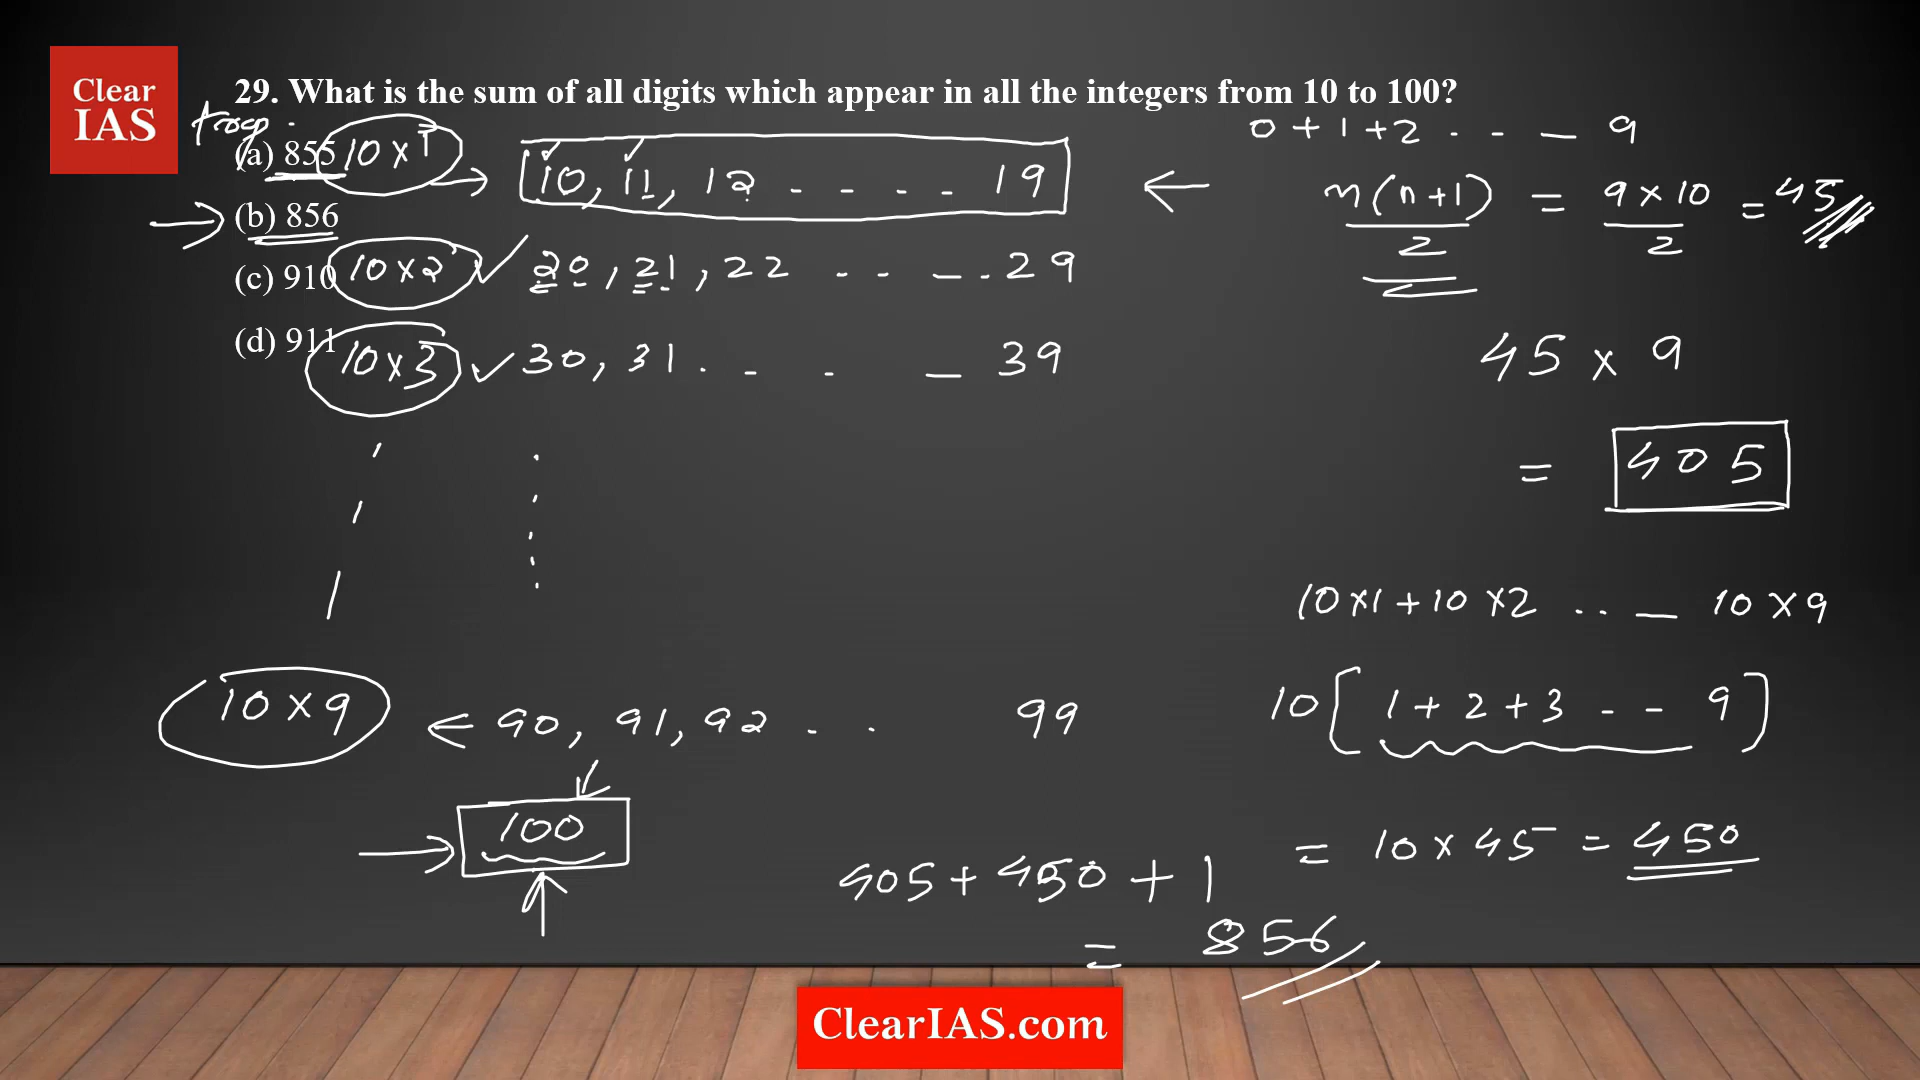 Clear
IAS
29. What is the sum of all digits which appear in all the integers from 10 to 100?
(a) 855
(b) 856
(c) 910
(d) 911
10 × 1
10, 11, 12 - - - - 19
10 × 2
20, 21, 22 - - - . 29
10 × 3
30, 31 . - . - 39
10 × 9
90, 91, 92 . . 99
100
0 + 1 + 2 - - - 9
n(n+1)/2 = 9 × 10/2 = 45
45 × 9
= 405
10×1 + 10×2 .. - 10×9
10[1 + 2 + 3 - - 9]
= 10 × 45 = 450
405 + 450 + 1
= 856
ClearIAS.com